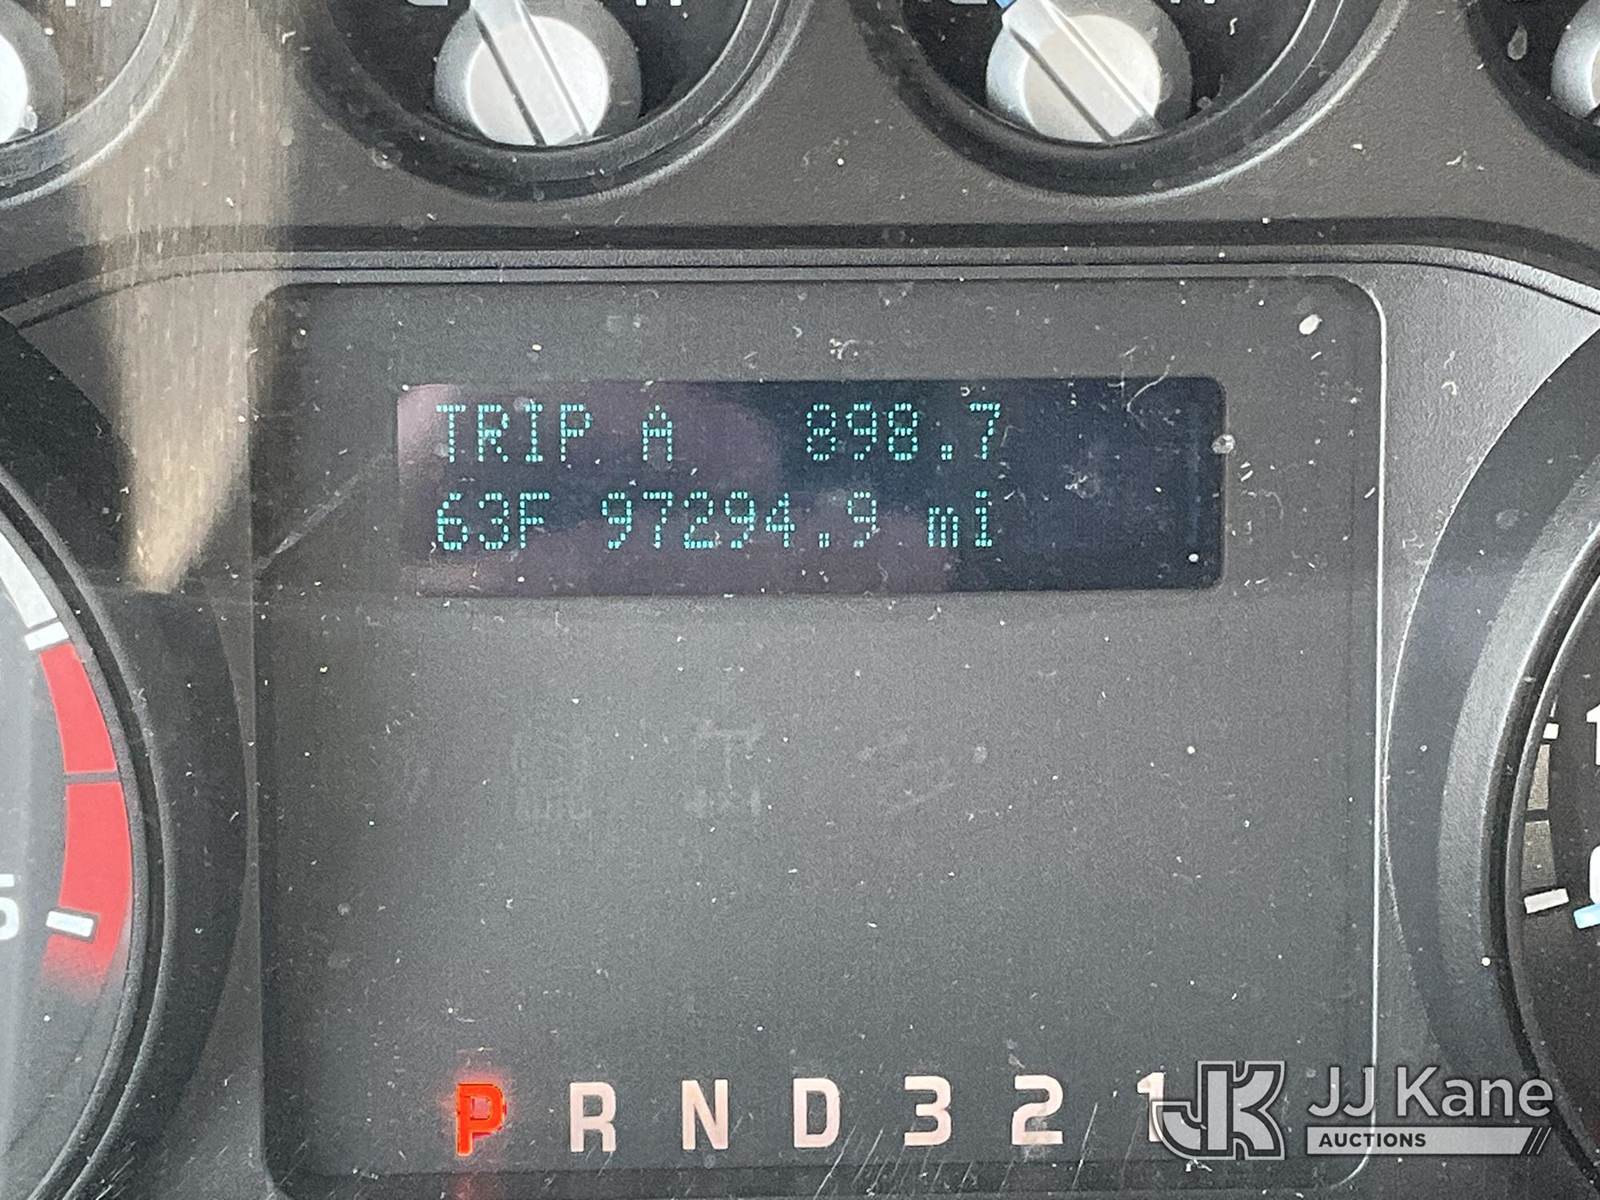 TRIP A 898.7
63F 97294.9 mi
P R N D 3 2 1
JJ Kane
AUCTIONS